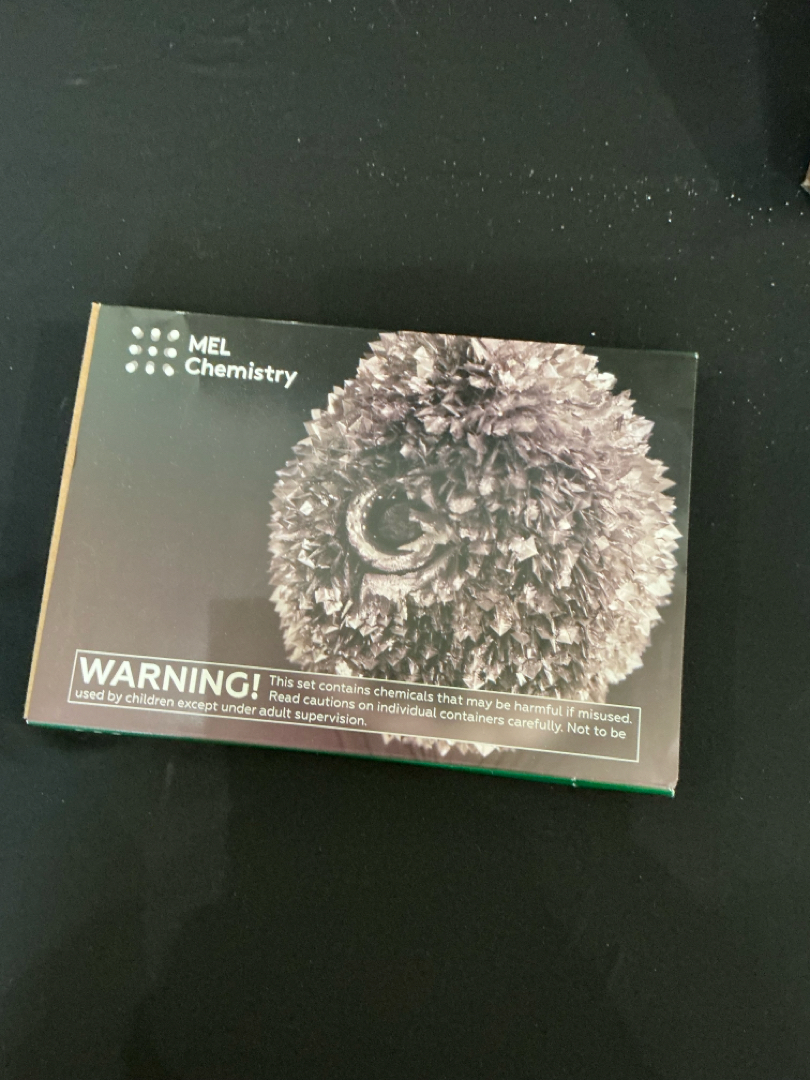 MEL
Chemistry
WARNING! This set contains chemicals that may be harmful if misused.
Read cautions on individual containers carefully. Not to be
used by children except under adult supervision.